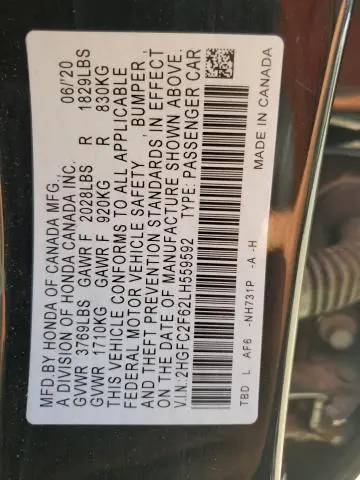 MFD.BY HONDA OF CANADA MFG., 06/20
A DIVISION OF HONDA CANADA INC.
GVWR 3769LBS GAWR F 2028LBS R 1829LBS
GVWR 1710KG GAWR F 920KG R 830KG
THIS VEHICLE CONFORMS TO ALL APPLICABLE
FEDERAL MOTOR VEHICLE SAFETY , BUMPER ,
AND THEFT PREVENTION STANDARDS IN EFFECT
ON THE DATE OF MANUFACTURE SHOWN ABOVE.
V.I.N:2HGFC2F62LH559592 TYPE:PASSENGER CAR
TBD L AF6 -NH731P -A -H MADE IN CANADA